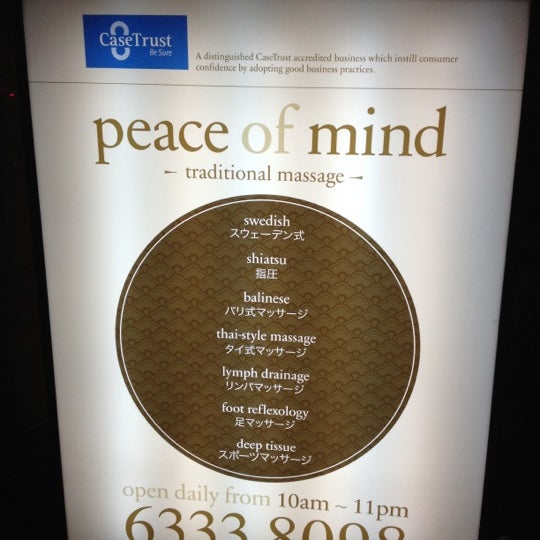 CaseTrust
Be Sure
A distinguished CaseTrust accredited business which instill consumer
confidence by adopting good business practices.
peace of mind
traditional massage
swedish
スウェーデン式
shiatsu
指圧
balinese
バリ式マッサージ
thai-style massage
タイ式マッサージ
lymph drainage
リンパマッサージ
foot reflexology
足マッサージ
deep tissue
スポーツマッサージ
open daily from 10am ~ 11pm
6333 8098